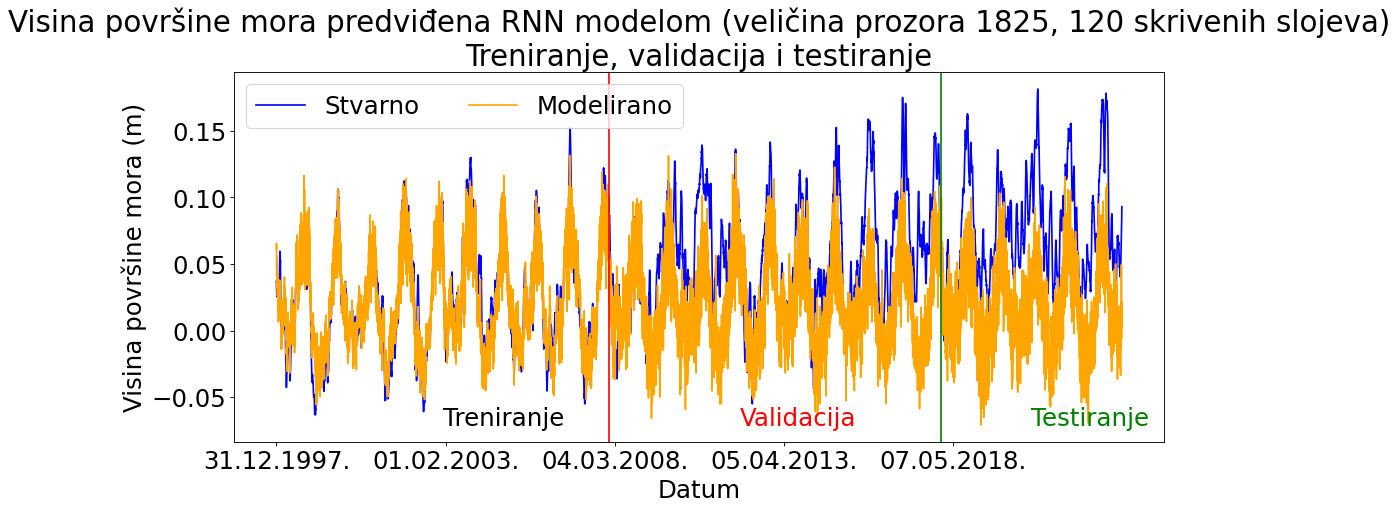 Visina površine mora predviđena RNN modelom (veličina prozora 1825, 120 skrivenih slojeva)
Treniranje, validacija i testiranje
Stvarno
Modelirano
Visina površine mora (m)
0.15
0.10
0.05
0.00
−0.05
Treniranje
Validacija
Testiranje
31.12.1997.
01.02.2003.
04.03.2008.
05.04.2013.
07.05.2018.
Datum